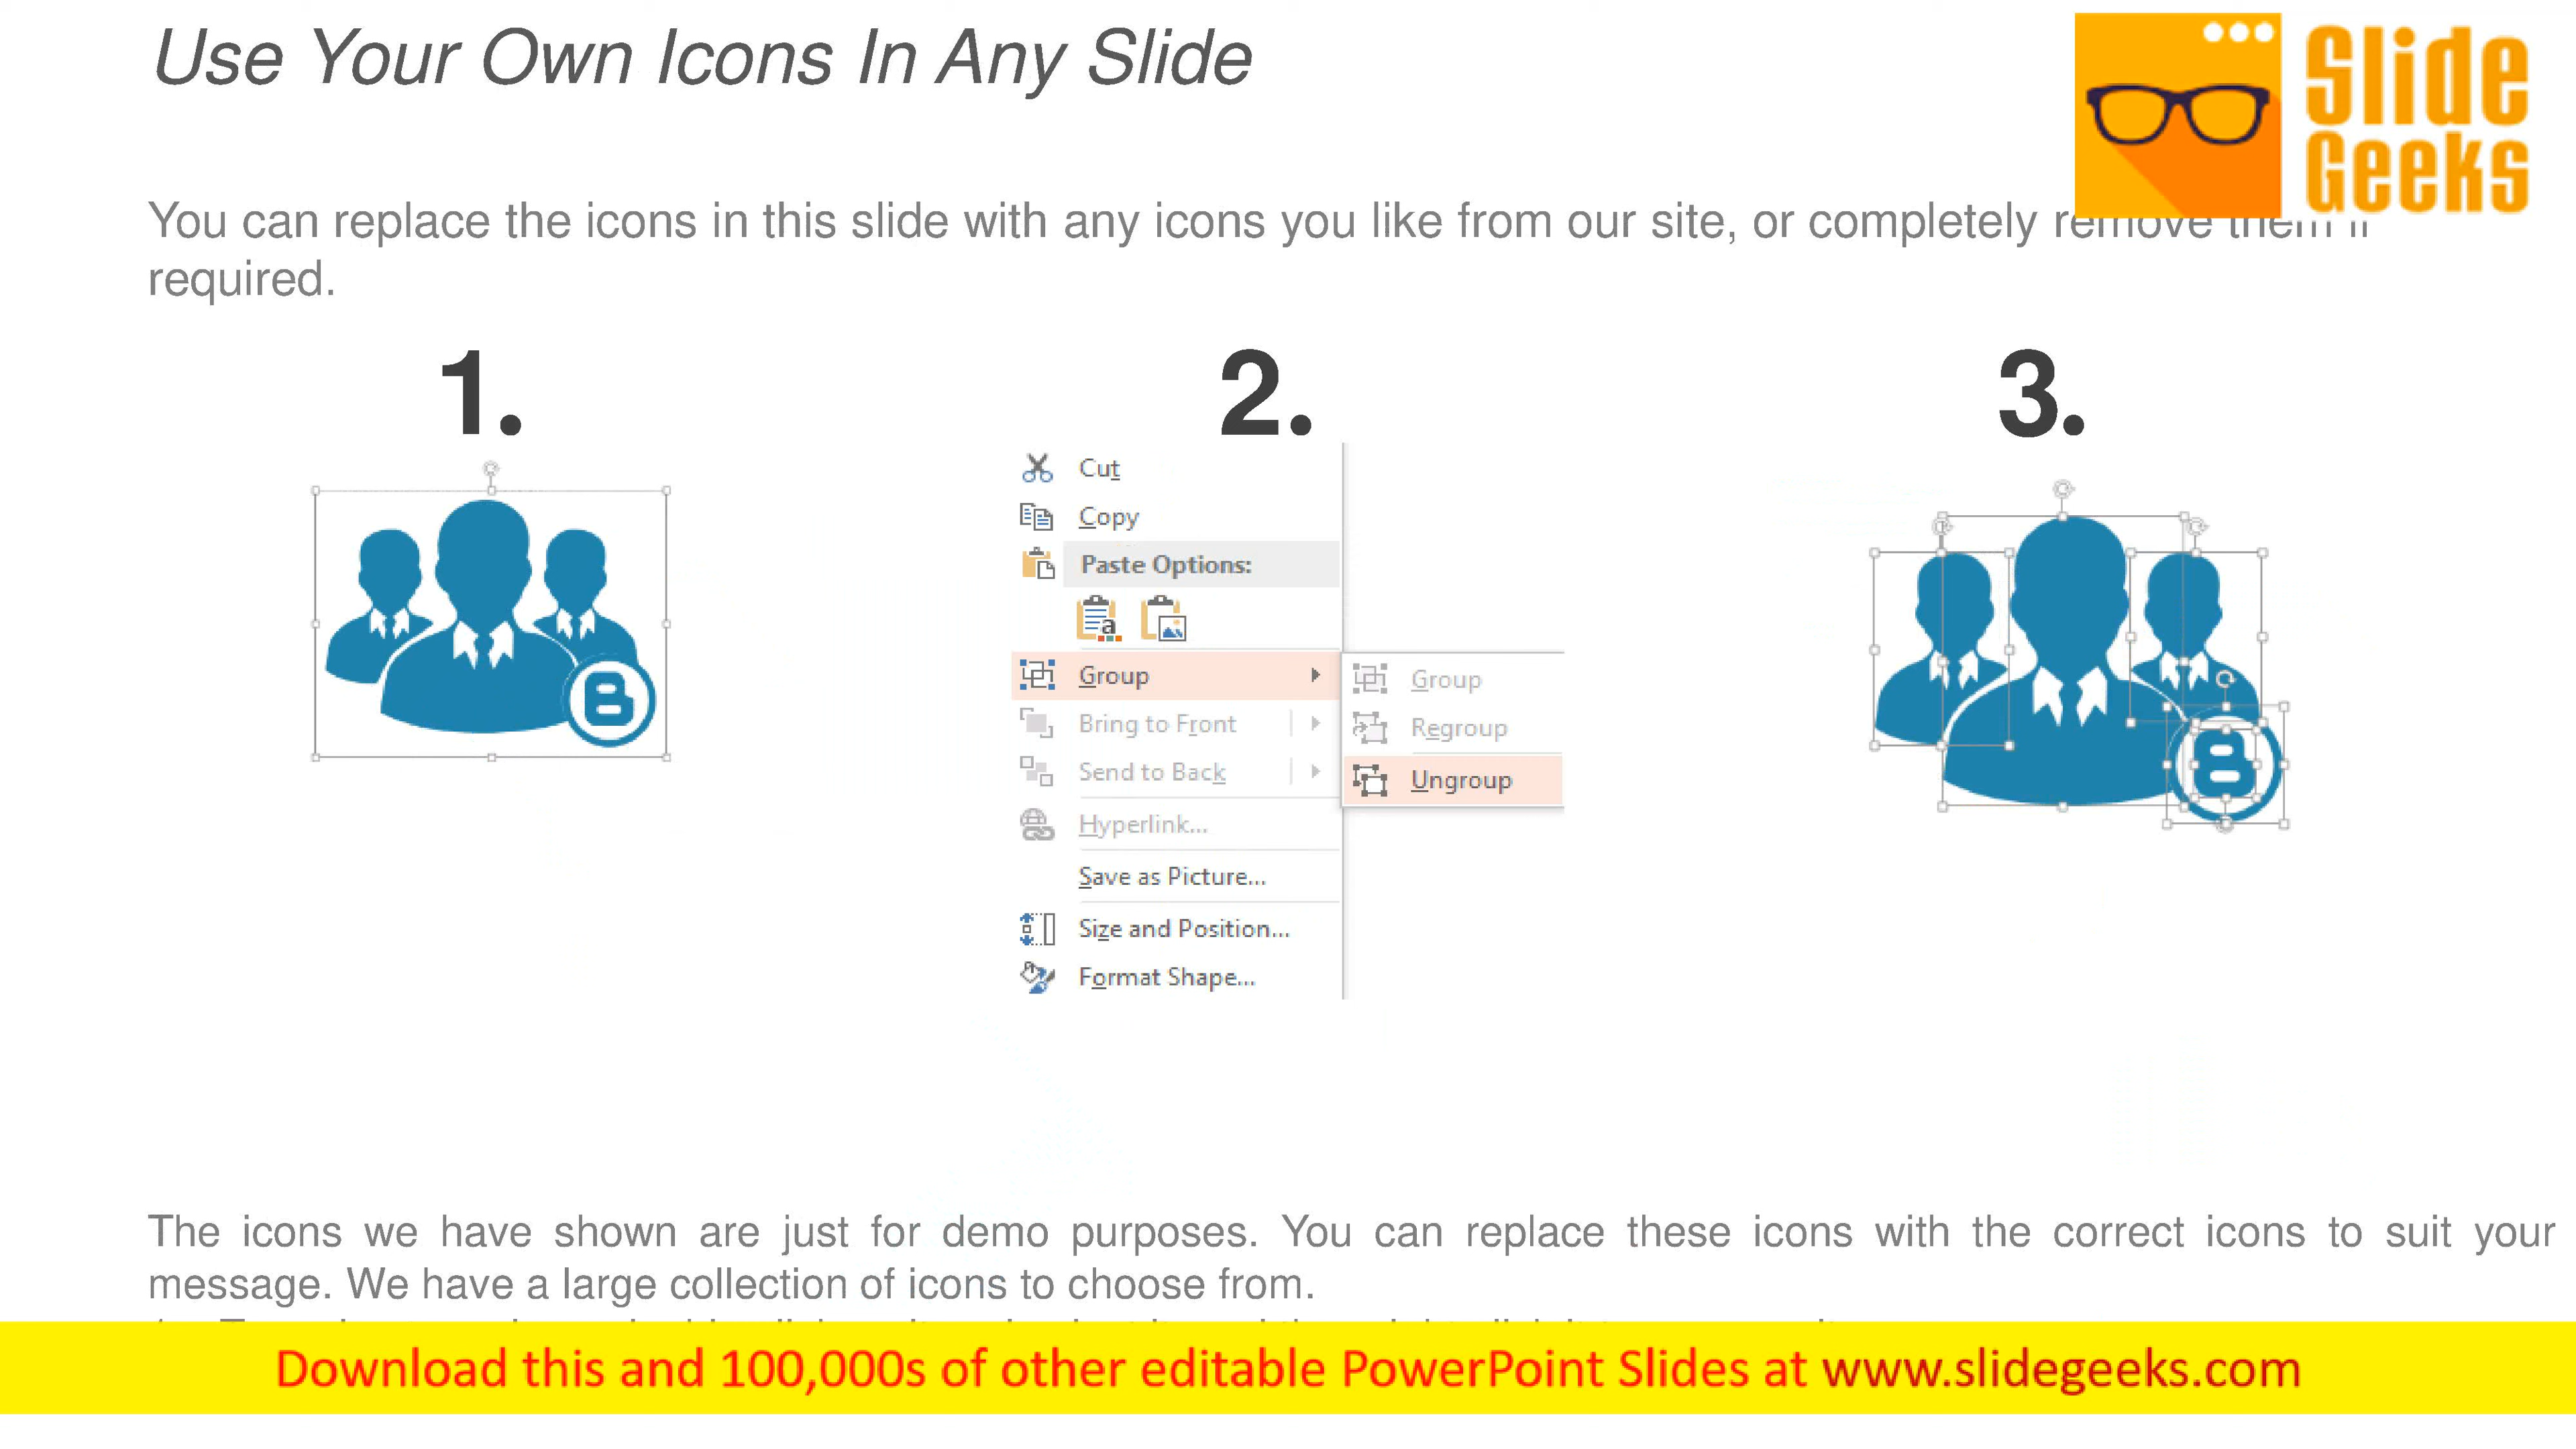 Use Your Own Icons In Any Slide
Slide
Geeks
You can replace the icons in this slide with any icons you like from our site, or completely remove them if
required.
1.
2.
3.
Cut
Copy
Paste Options:
Group
Bring to Front
Send to Back
Hyperlink...
Save as Picture...
Size and Position...
Format Shape...
Group
Regroup
Ungroup
The icons we have shown are just for demo purposes. You can replace these icons with the correct icons to suit your
message. We have a large collection of icons to choose from.
Download this and 100,000s of other editable PowerPoint Slides at www.slidegeeks.com